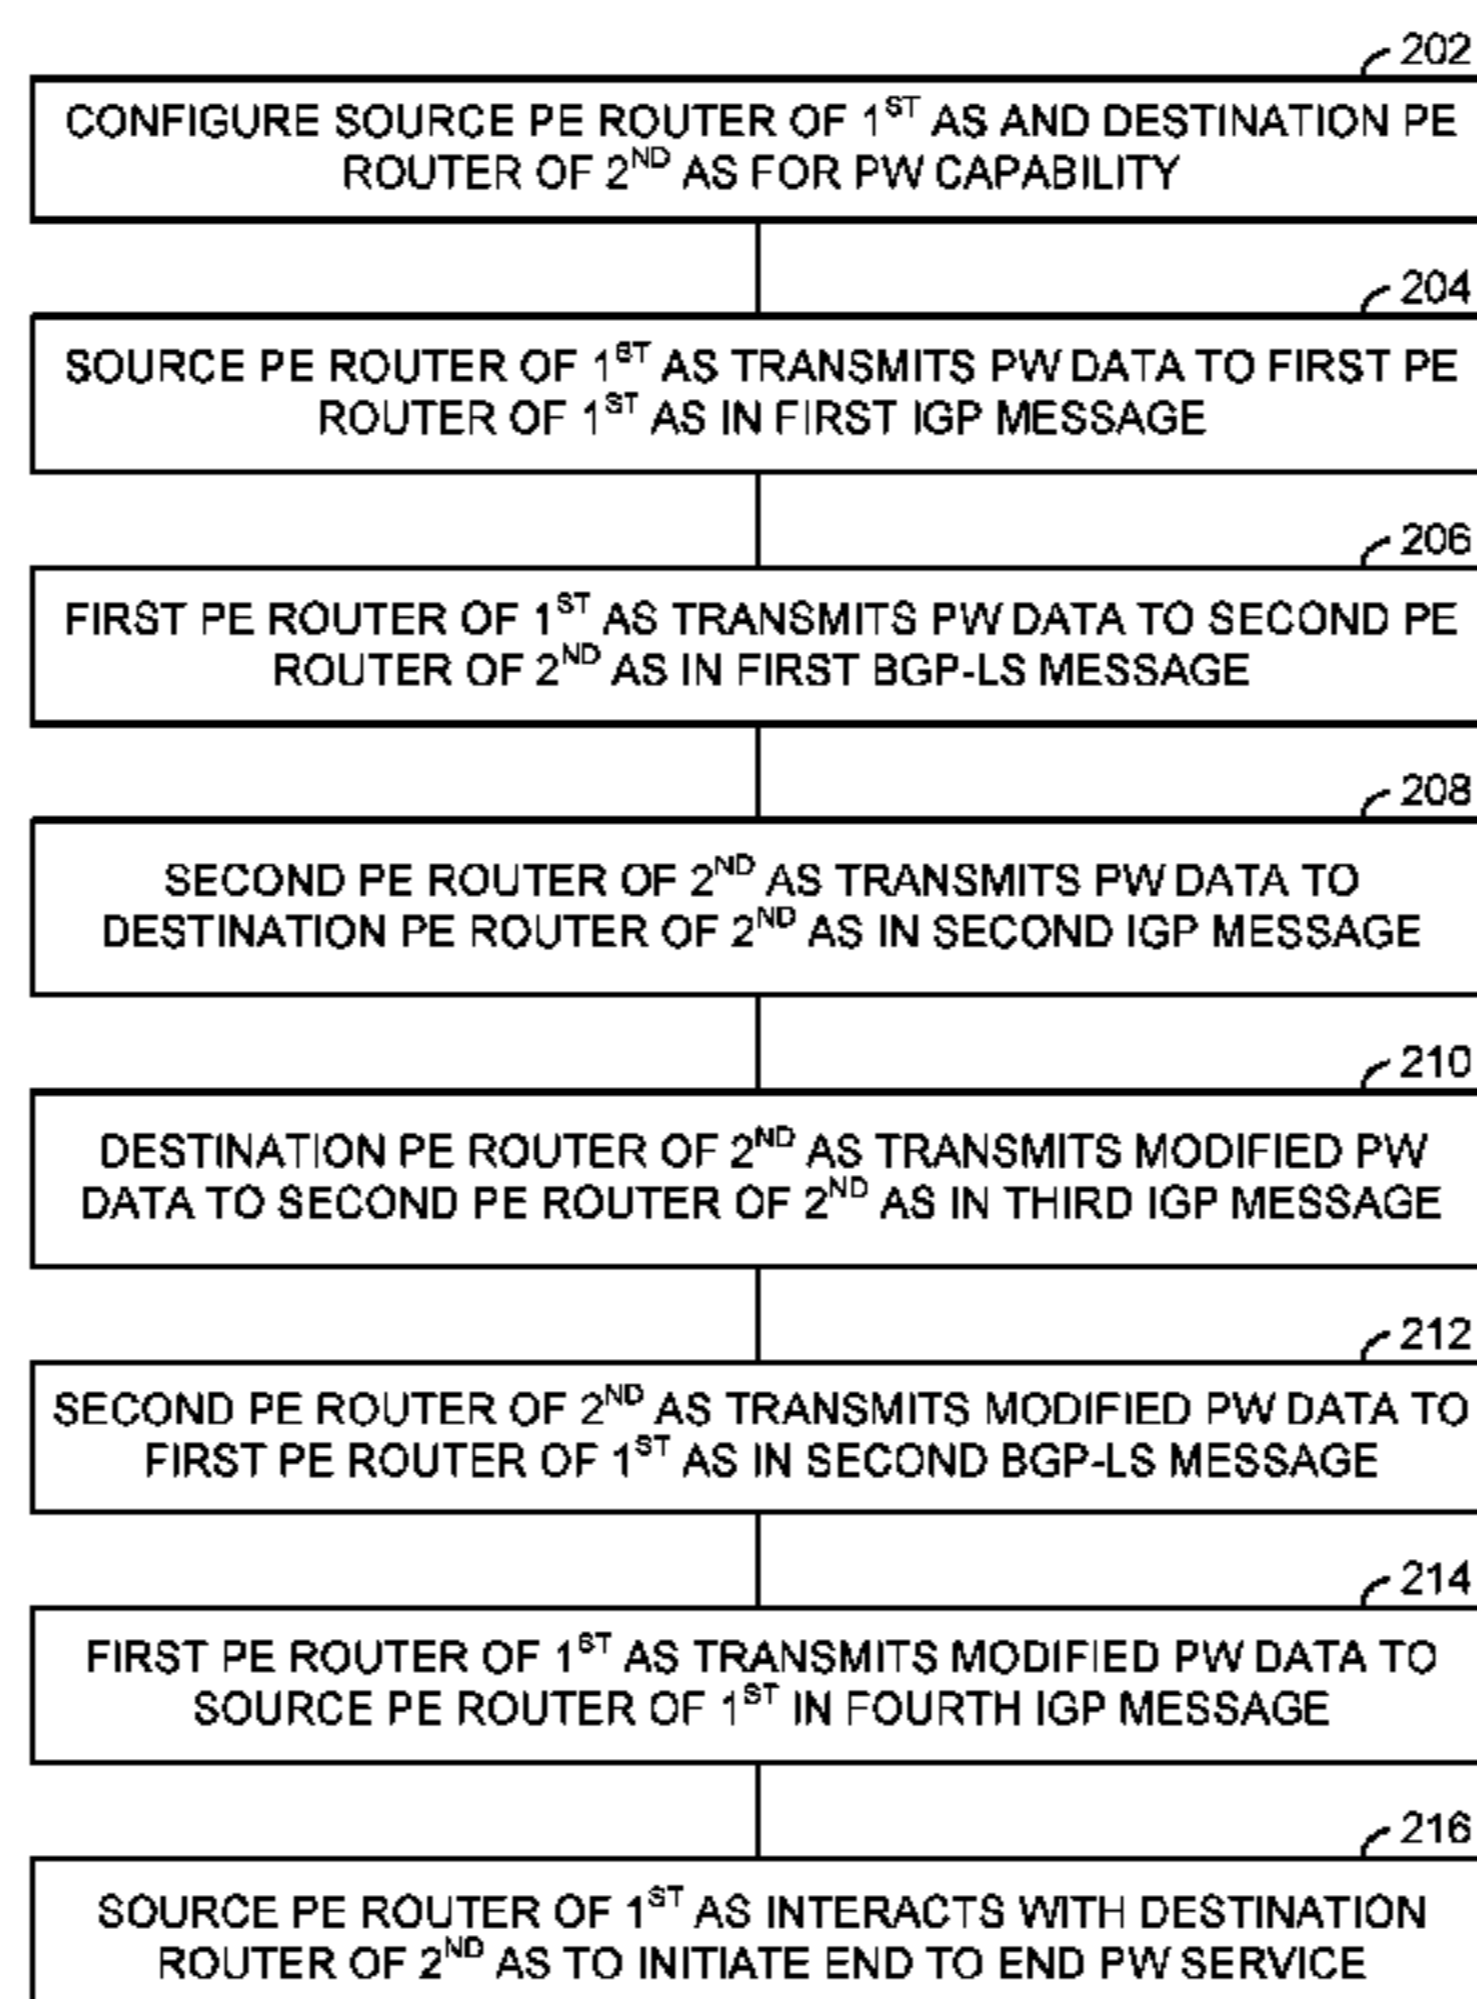 202
CONFIGURE SOURCE PE ROUTER OF 1ST AS AND DESTINATION PE
ROUTER OF 2ND AS FOR PW CAPABILITY
204
SOURCE PE ROUTER OF 1ST AS TRANSMITS PW DATA TO FIRST PE
ROUTER OF 1ST AS IN FIRST IGP MESSAGE
206
FIRST PE ROUTER OF 1ST AS TRANSMITS PW DATA TO SECOND PE
ROUTER OF 2ND AS IN FIRST BGP-LS MESSAGE
208
SECOND PE ROUTER OF 2ND AS TRANSMITS PW DATA TO
DESTINATION PE ROUTER OF 2ND AS IN SECOND IGP MESSAGE
210
DESTINATION PE ROUTER OF 2ND AS TRANSMITS MODIFIED PW
DATA TO SECOND PE ROUTER OF 2ND AS IN THIRD IGP MESSAGE
212
SECOND PE ROUTER OF 2ND AS TRANSMITS MODIFIED PW DATA TO
FIRST PE ROUTER OF 1ST AS IN SECOND BGP-LS MESSAGE
214
FIRST PE ROUTER OF 1ST AS TRANSMITS MODIFIED PW DATA TO
SOURCE PE ROUTER OF 1ST IN FOURTH IGP MESSAGE
216
SOURCE PE ROUTER OF 1ST AS INTERACTS WITH DESTINATION
ROUTER OF 2ND AS TO INITIATE END TO END PW SERVICE